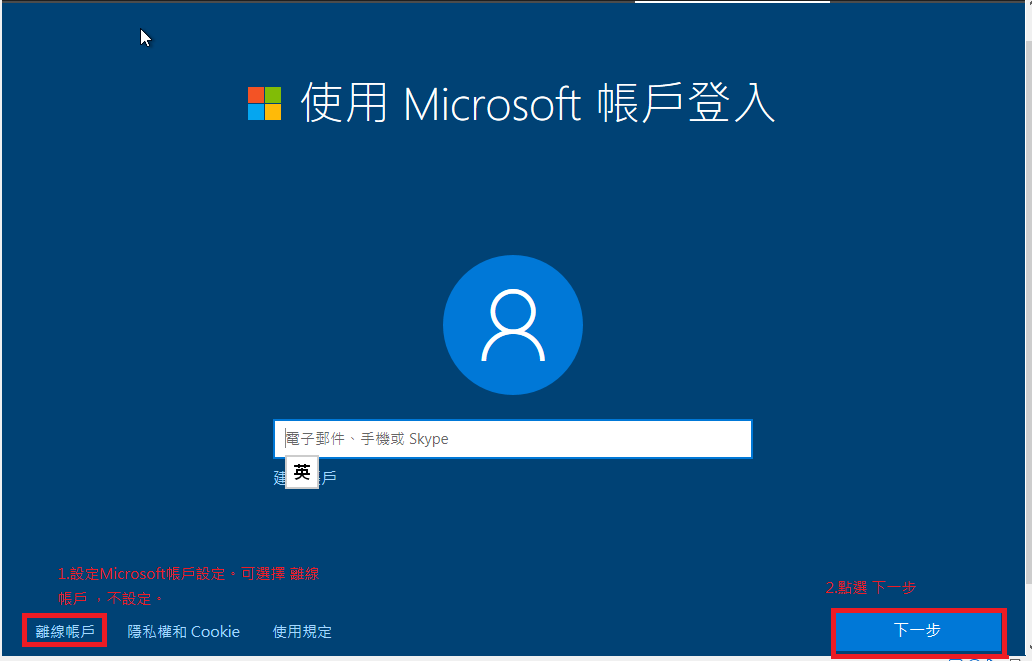 使用 Microsoft 帳戶登入
電子郵件、手機或 Skype
建 戶
英
1.設定Microsoft帳戶設定。可選擇 離線
帳戶 ，不設定。
2.點選 下一步
離線帳戶 隱私權和 Cookie 使用規定
下一步